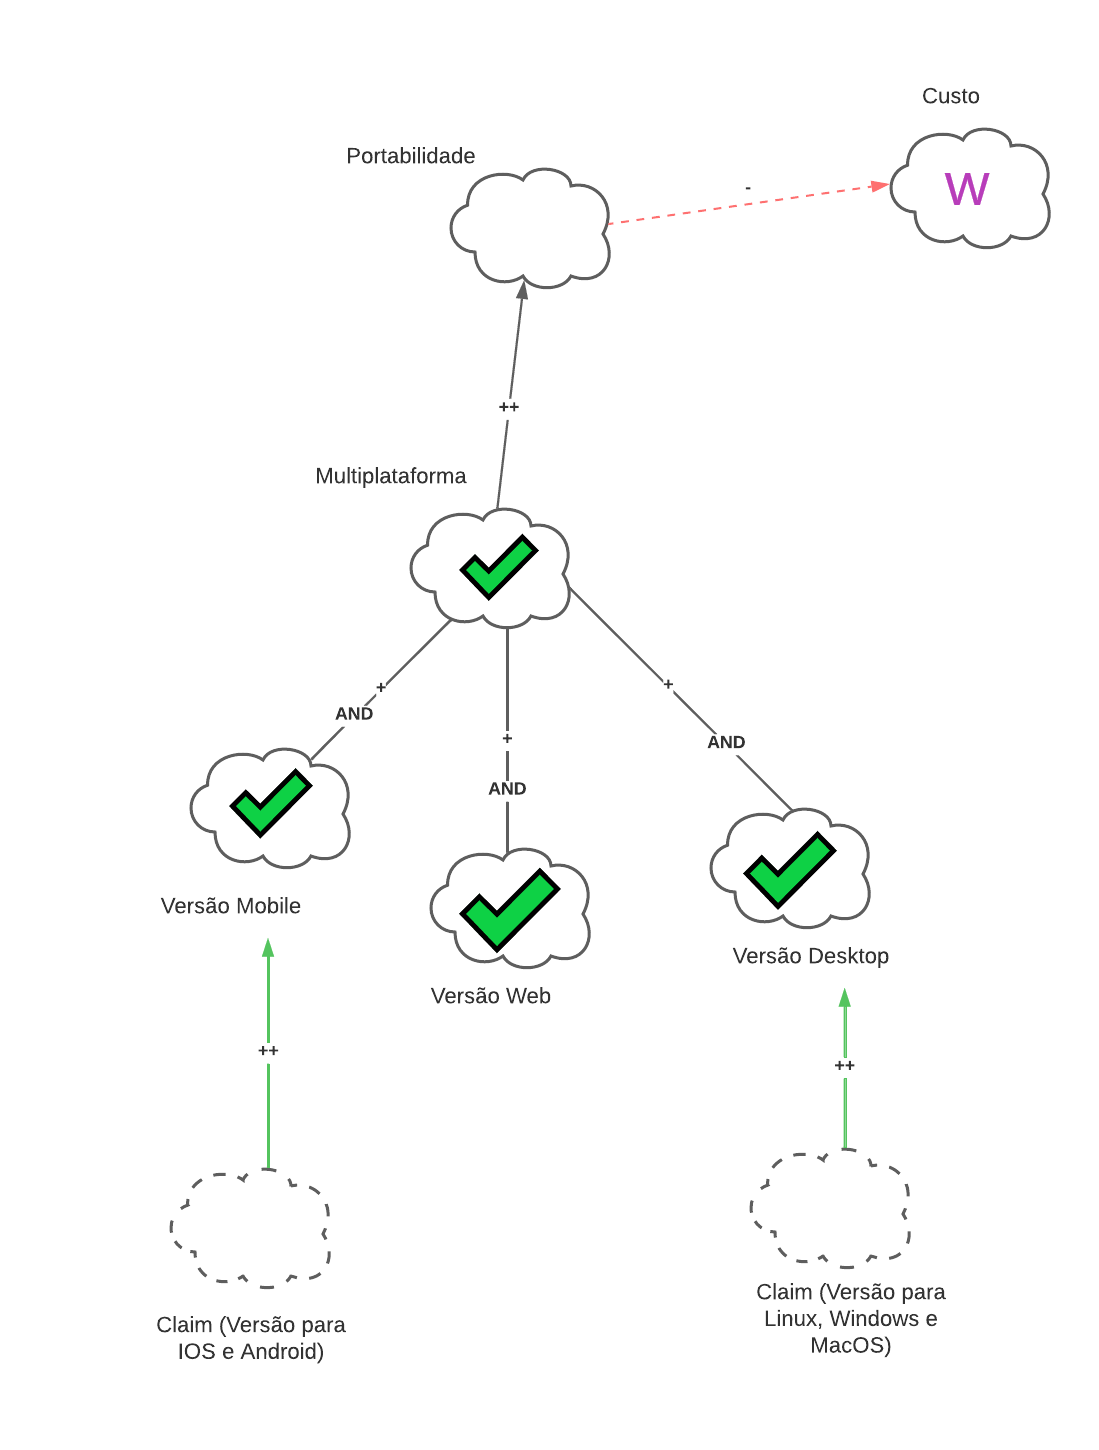 Custo
Portabilidade
W
-
++
Multiplataforma
+
AND
+
AND
+
AND
Versão Mobile
Versão Web
Versão Desktop
++
++
Claim (Versão para
IOS e Android)
Claim (Versão para
Linux, Windows e
MacOS)